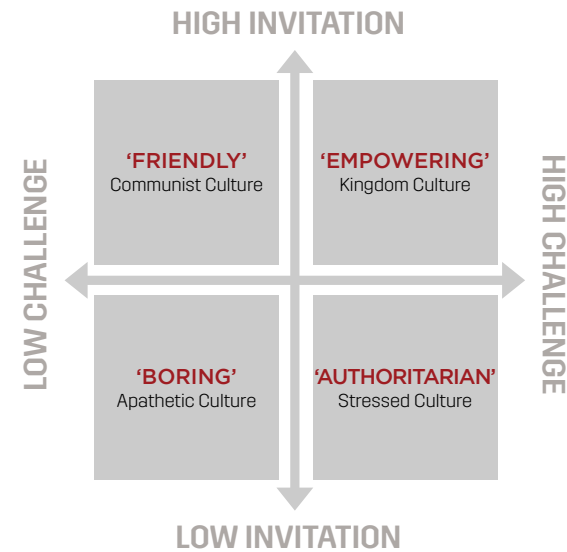 HIGH INVITATION
LOW CHALLENGE
HIGH CHALLENGE
‘FRIENDLY’
Communist Culture
‘EMPOWERING’
Kingdom Culture
‘BORING’
Apathetic Culture
‘AUTHORITARIAN’
Stressed Culture
LOW INVITATION